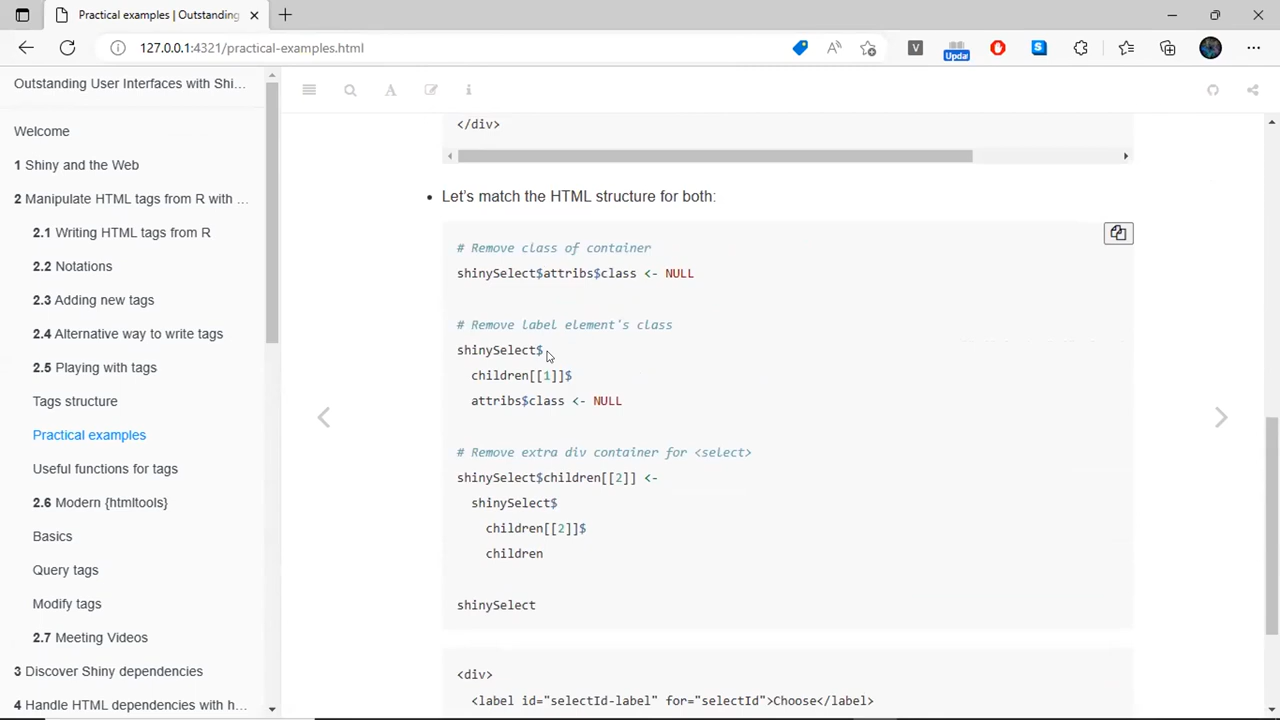 Practical examples | Outstanding
127.0.0.1:4321/practical-examples.html
Outstanding User Interfaces with Shi...
Welcome
1 Shiny and the Web
2 Manipulate HTML tags from R with ...
2.1 Writing HTML tags from R
2.2 Notations
2.3 Adding new tags
2.4 Alternative way to write tags
2.5 Playing with tags
Tags structure
Practical examples
Useful functions for tags
2.6 Modern {htmltools}
Basics
Query tags
Modify tags
2.7 Meeting Videos
3 Discover Shiny dependencies
4 Handle HTML dependencies with h...
</div>
• Let's match the HTML structure for both:
# Remove class of container
shinySelect$attribs$class <- NULL
# Remove label element's class
shinySelect$
children[[1]]$
attribs$class <- NULL
# Remove extra div container for <select>
shinySelect$children[[2]] <-
shinySelect$
children[[2]]$
children
shinySelect
<div>
<label id="selectId-label" for="selectId">Choose</label>